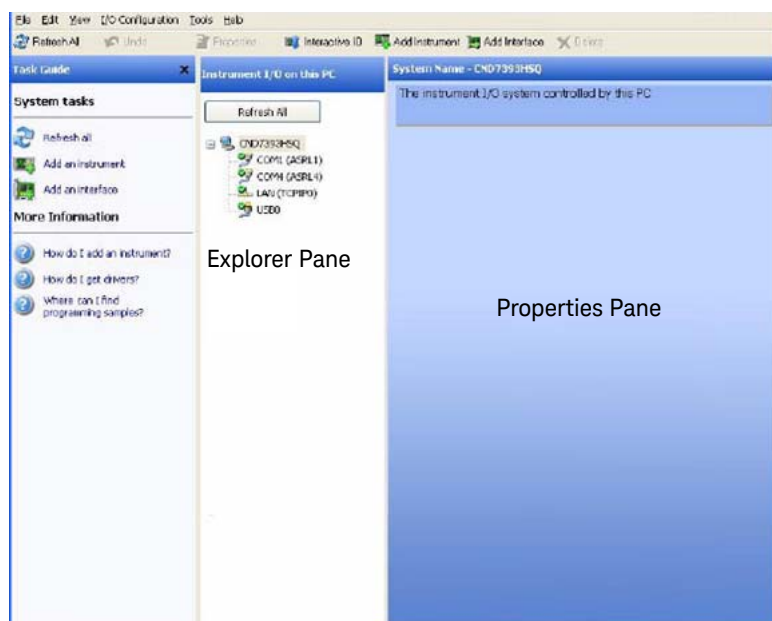 File Edit View I/O Configuration Tools Help
Refresh All Undo Properties Interactive IO Add Instrument Add Interface Delete
Task Guide
System tasks
Refresh all
Add an instrument
Add an interface
More Information
How do I add an instrument?
How do I get drivers?
Where can I find
programming samples?
Instrument I/O on this PC
Refresh All
CND7393HSQ
COM1 (ASRL1)
COM4 (ASRL4)
LAN (TCPIP0)
USB0
Explorer Pane
System Name - CND7393HSQ
The instrument I/O system controlled by this PC
Properties Pane